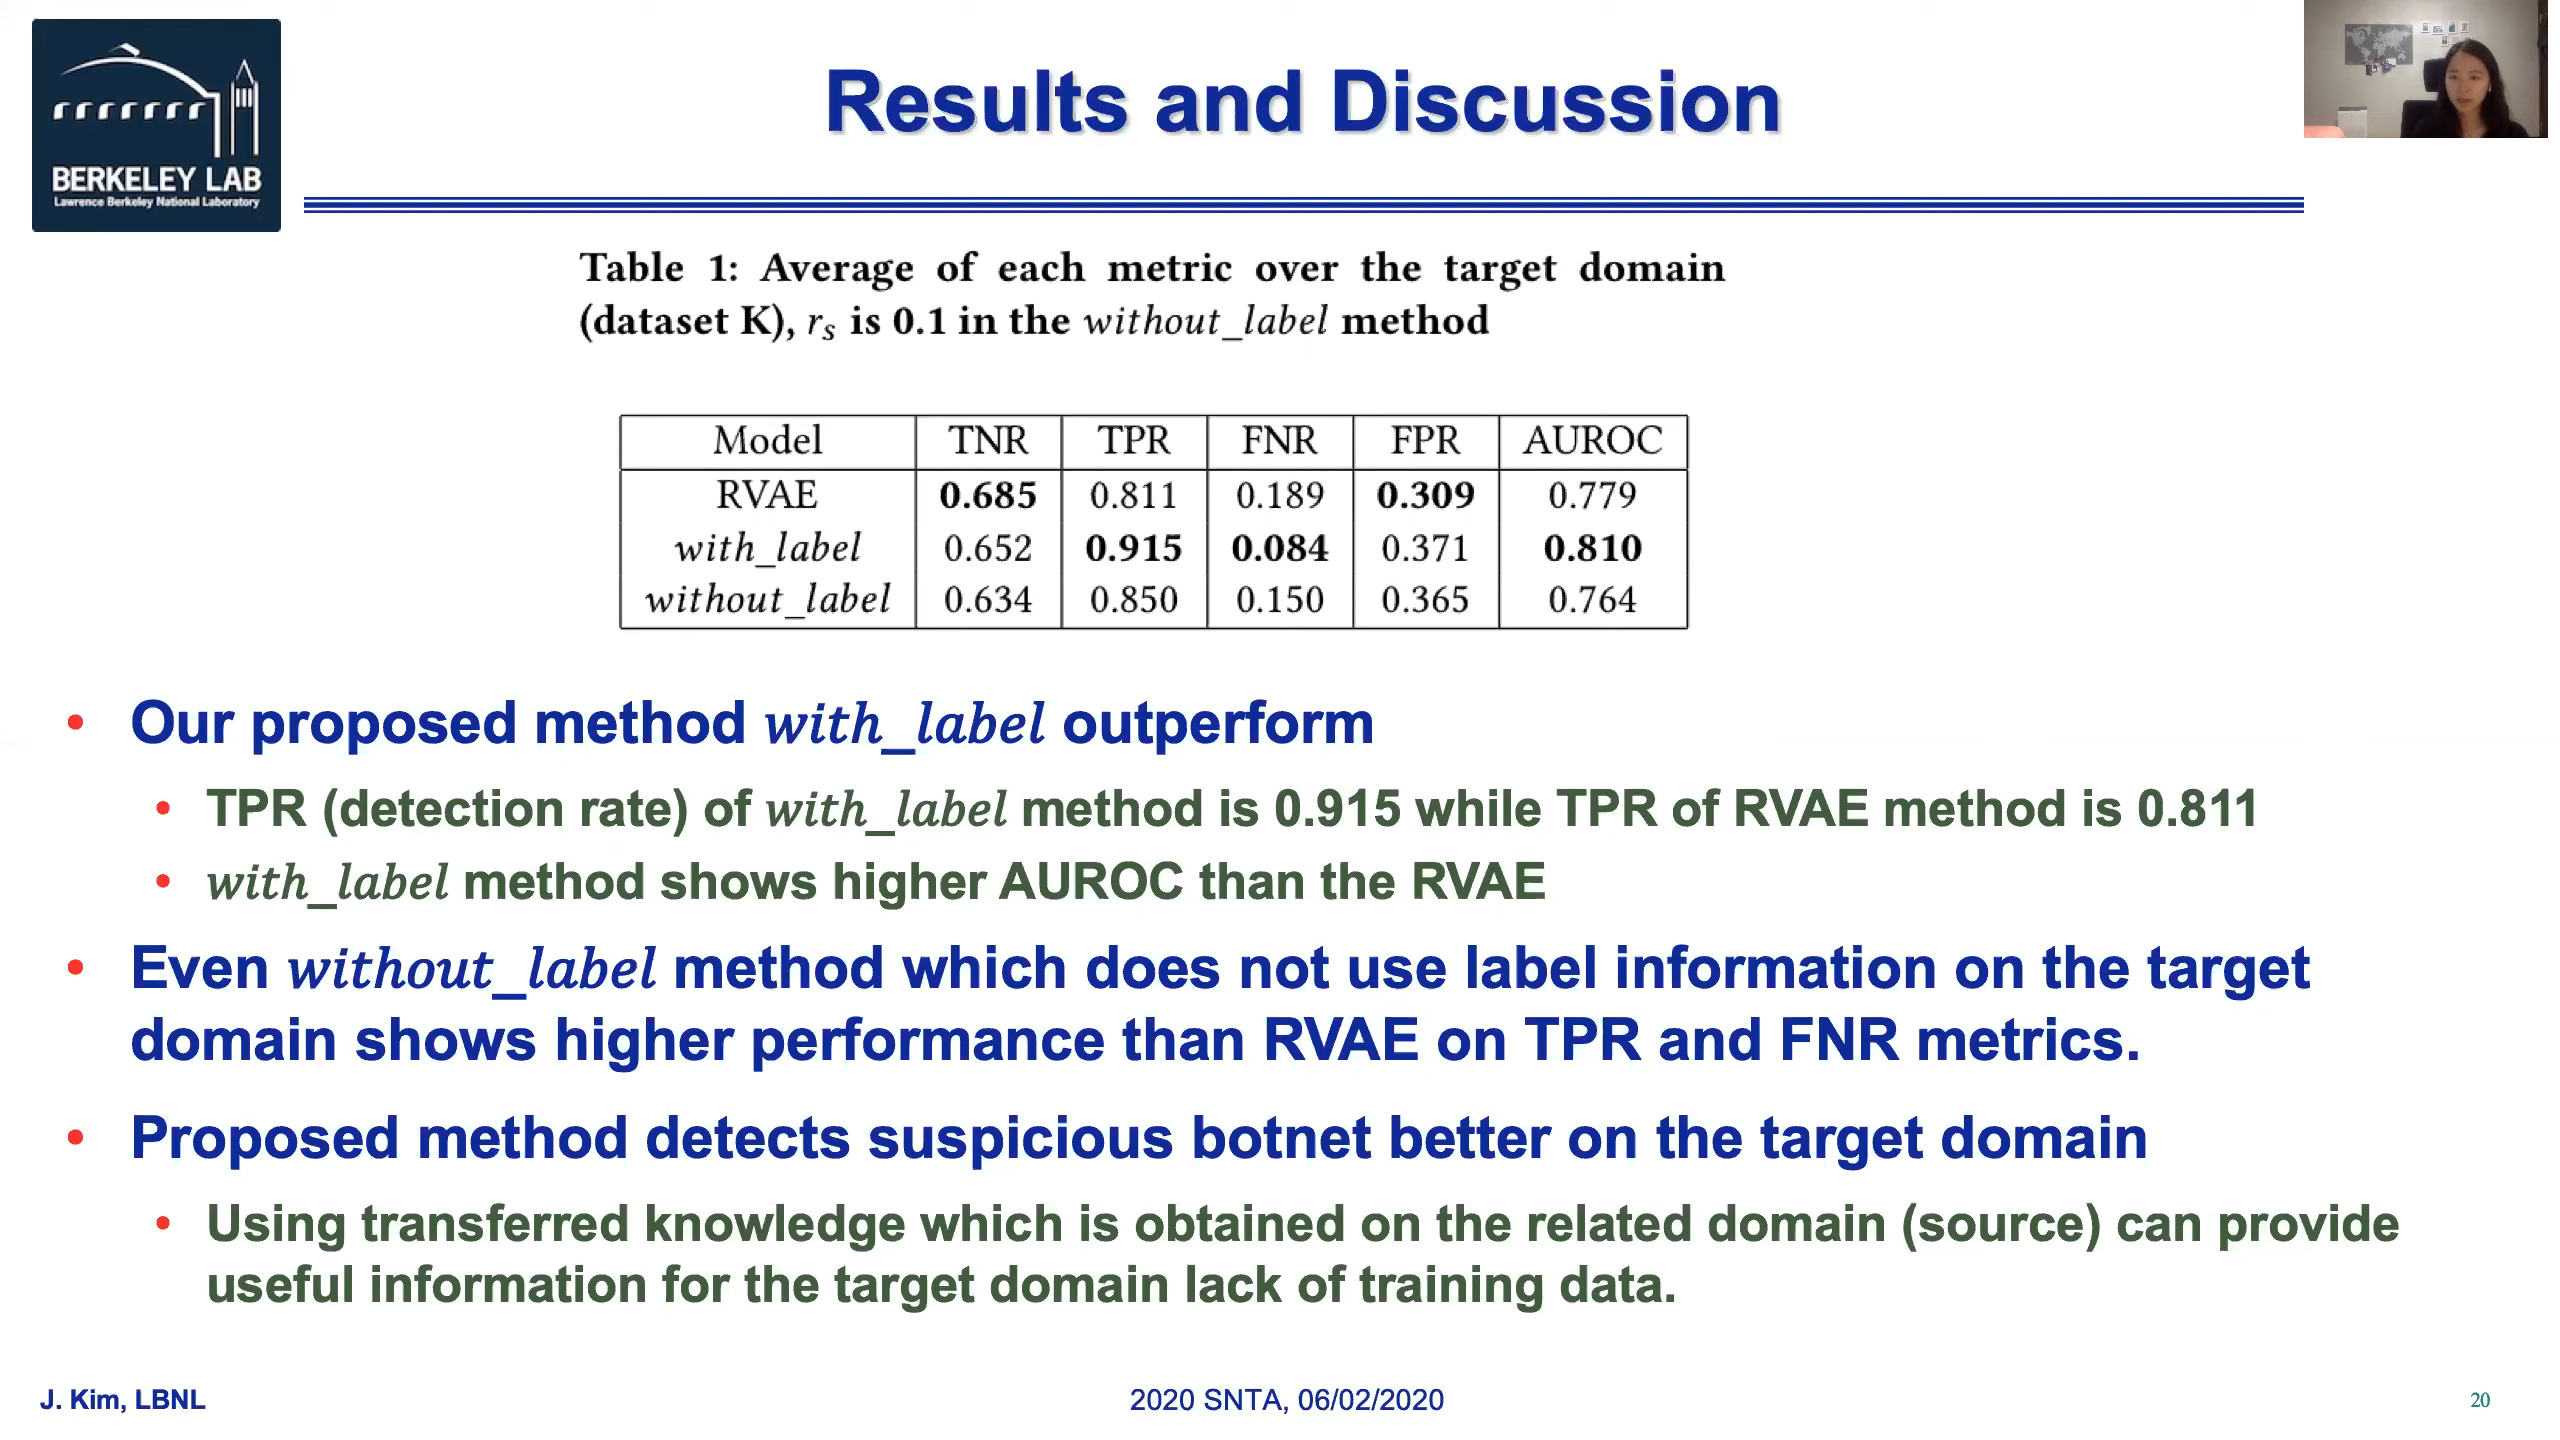 BERKELEY LAB
Lawrence Berkeley National Laboratory
Results and Discussion
Table 1: Average of each metric over the target domain
(dataset K), rₛ is 0.1 in the without_label method
Model TNR TPR FNR FPR AUROC
RVAE 0.685 0.811 0.189 0.309 0.779
with_label 0.652 0.915 0.084 0.371 0.810
without_label 0.634 0.850 0.150 0.365 0.764
• Our proposed method with_label outperform
• TPR (detection rate) of with_label method is 0.915 while TPR of RVAE method is 0.811
• with_label method shows higher AUROC than the RVAE
• Even without_label method which does not use label information on the target
domain shows higher performance than RVAE on TPR and FNR metrics.
• Proposed method detects suspicious botnet better on the target domain
• Using transferred knowledge which is obtained on the related domain (source) can provide
useful information for the target domain lack of training data.
J. Kim, LBNL
2020 SNTA, 06/02/2020
20